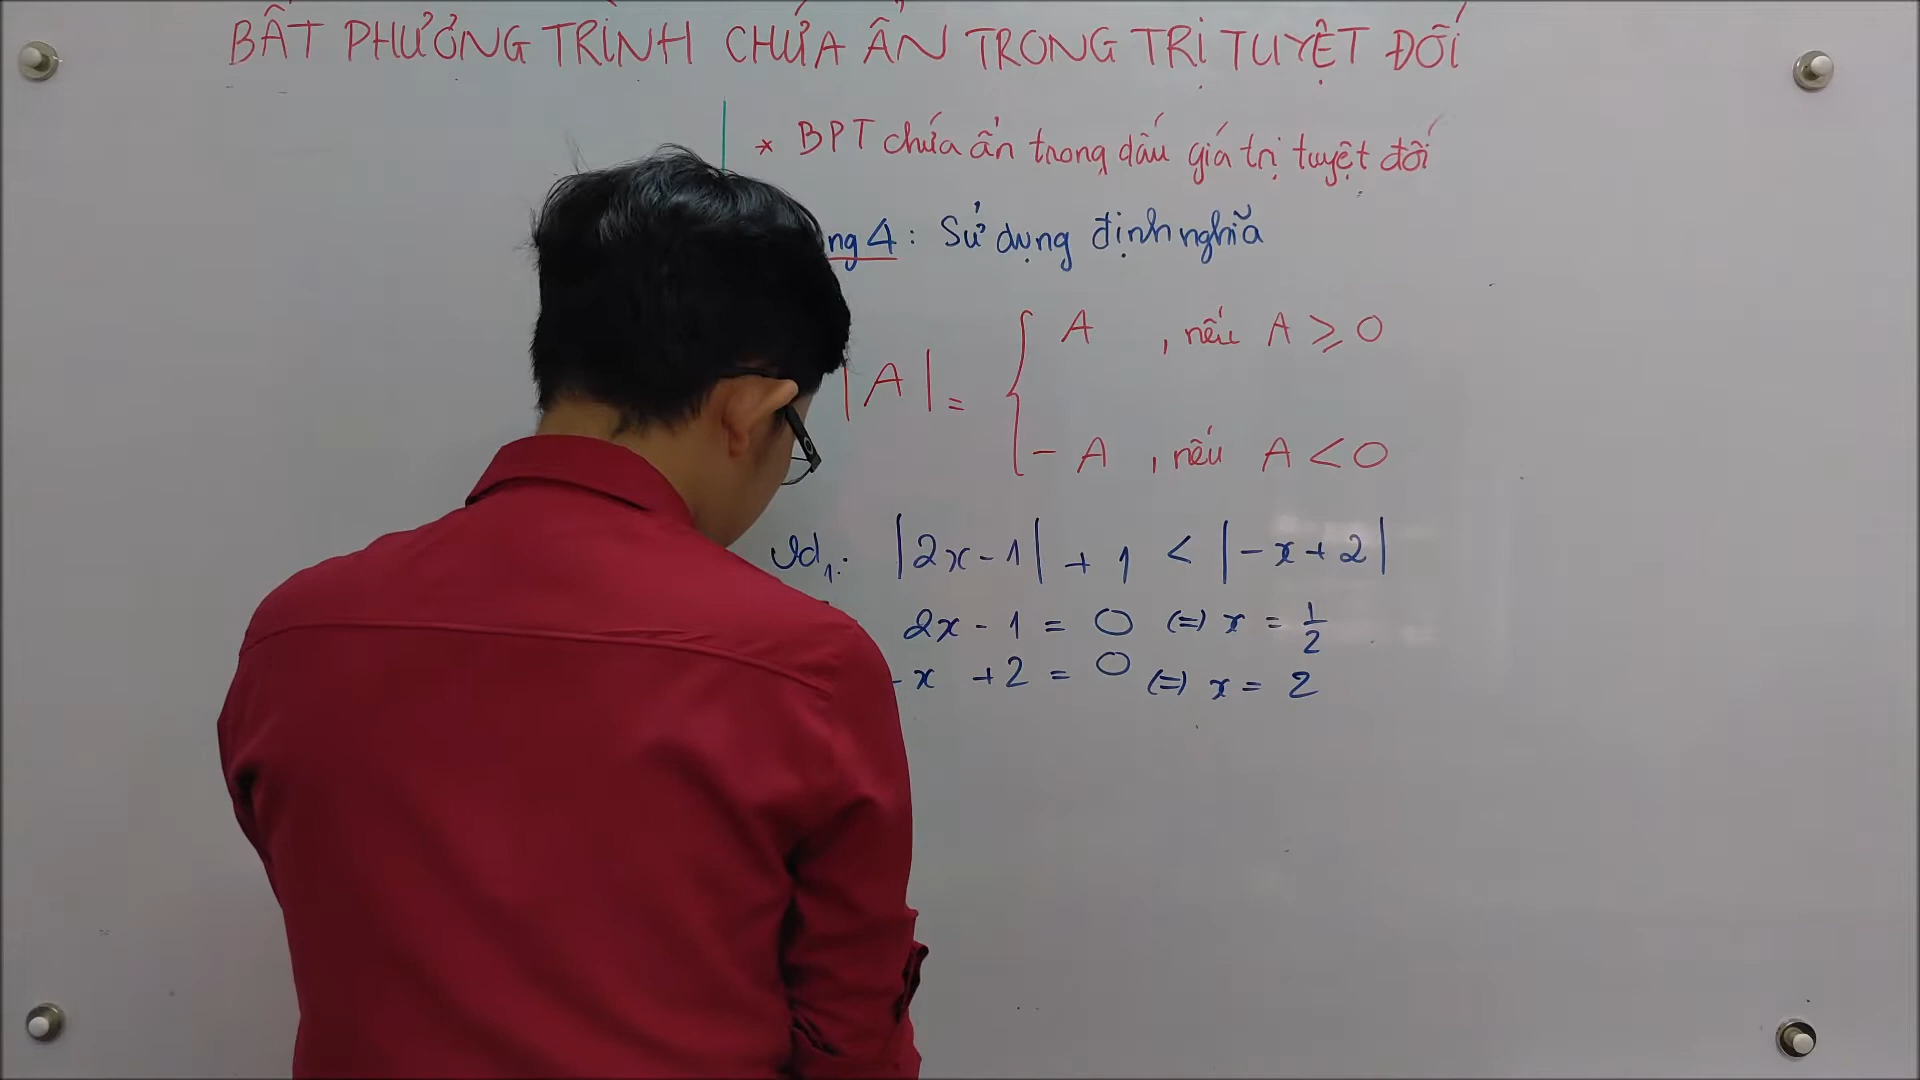 BẤT PHƯƠNG TRÌNH CHỨA ẨN TRONG TRỊ TUYỆT ĐỐI
* BPT chứa ẩn trong dấu giá trị tuyệt đối
ng 4 : Sử dụng định nghĩa
|A| = { A , nếu A ⩾ 0
- A , nếu A < 0
Vd1: |2x - 1| + 1 < |-x + 2|
2x - 1 = 0 (=) x = 1/2
- x + 2 = 0 (=) x = 2